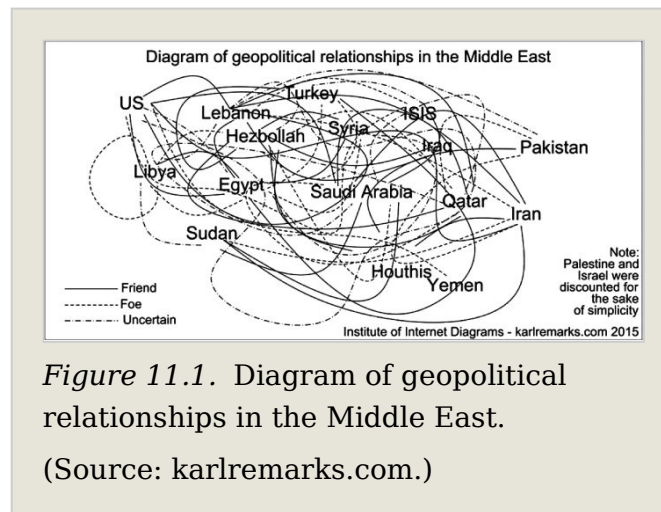 Diagram of geopolitical relationships in the Middle East
US
Turkey
Lebanon
ISIS
Syria
Hezbollah
Iraq
Pakistan
Libya
Egypt
Saudi Arabia
Qatar
Iran
Sudan
Houthis
Yemen
Note:
Palestine and
Israel were
discounted for
the sake
of simplicity
Friend
Foe
Uncertain
Institute of Internet Diagrams - karlremarks.com 2015
Figure 11.1. Diagram of geopolitical
relationships in the Middle East.
(Source: karlremarks.com.)